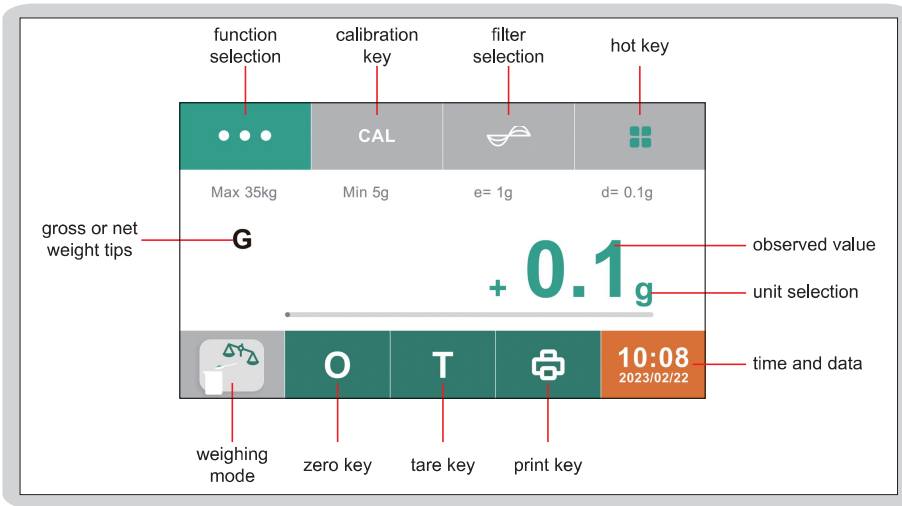 function
selection
calibration
key
filter
selection
hot key
CAL
Max 35kg
Min 5g
e= 1g
d= 0.1g
gross or net
weight tips
G
+ 0.1 g
observed value
unit selection
O
T
10:08
2023/02/22
time and data
weighing
mode
zero key
tare key
print key